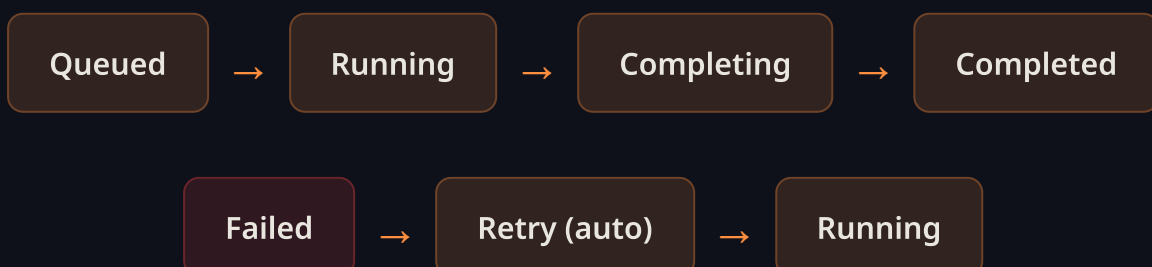 Queued → Running → Completing → Completed
Failed → Retry (auto) → Running